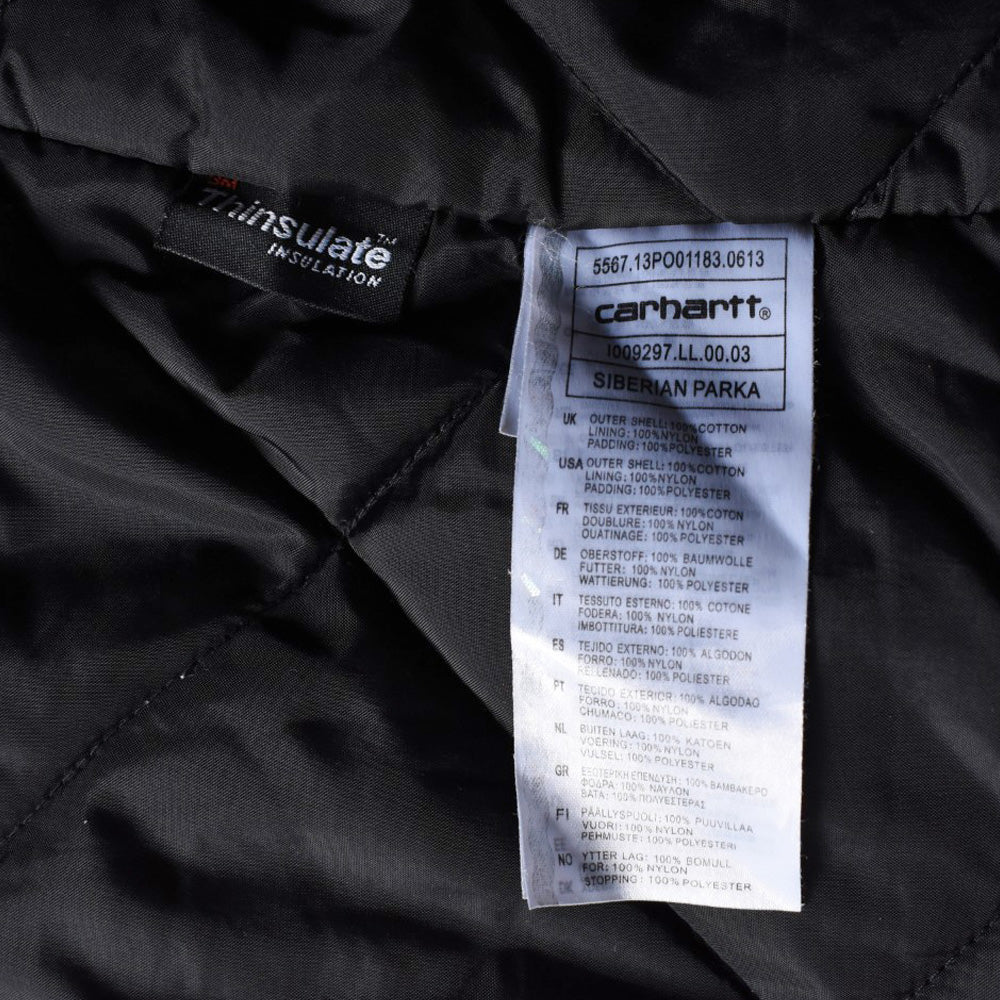 3M
Thinsulate™
INSULATION
5567.13PO01183.0613
carhartt®
I009297.LL.00.03
SIBERIAN PARKA
UK OUTER SHELL: 100%COTTON
LINING: 100%NYLON
PADDING: 100%POLYESTER
USA OUTER SHELL: 100%COTTON
LINING: 100%NYLON
PADDING: 100%POLYESTER
FR TISSU EXTERIEUR: 100%COTON
DOUBLURE: 100% NYLON
OUATINAGE: 100% POLYESTER
DE OBERSTOFF: 100% BAUMWOLLE
FUTTER: 100% NYLON
WATTIERUNG: 100% POLYESTER
IT TESSUTO ESTERNO: 100% COTONE
FODERA: 100% NYLON
IMBOTTITURA: 100% POLIESTERE
ES TEJIDO EXTERNO: 100% ALGODON
FORRO: 100% NYLON
RELLENADO: 100% POLIESTER
PT TECIDO EXTERIOR: 100% ALGODAO
FORRO: 100% NYLON
CHUMACO: 100% POLIESTER
NL BUITEN LAAG: 100% KATOEN
VOERING: 100% NYLON
VULSEL: 100% POLYESTER
GR ΕΞΩΤΕΡΙΚΗ ΕΠΕΝΔΥΣΗ: 100% ΒΑΜΒΑΚΕΡΟ
ΦΟΔΡΑ: 100% ΝΑΥΛΟΝ
ΒΑΤΑ: 100% ΠΟΛΥΕΣΤΕΡΑΣ
FI PÄÄLLYSPUOLI: 100% PUUVILLAA
VUORI: 100% NYLON
PEHMUSTE: 100% POLYESTERI
NO YTTER LAG: 100% BOMULL
FOR: 100% NYLON
STOPPING: 100% POLYESTER